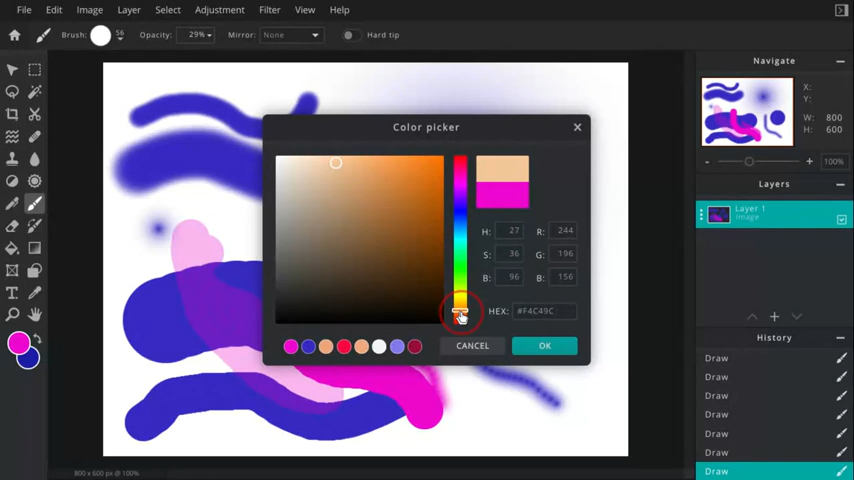 File Edit Image Layer Select Adjustment Filter View Help
Brush: 56 Opacity: 29% Mirror: None Hard tip
Navigate
X:
Y:
W: 800
H: 600
- + 100%
Layers
Layer 1
Image
History
Draw
Draw
Draw
Draw
Draw
Draw
Draw
Color picker
H: 27 R: 244
S: 36 G: 196
B: 96 B: 156
HEX: #F4C49C
CANCEL OK
800 x 600 px @ 100%